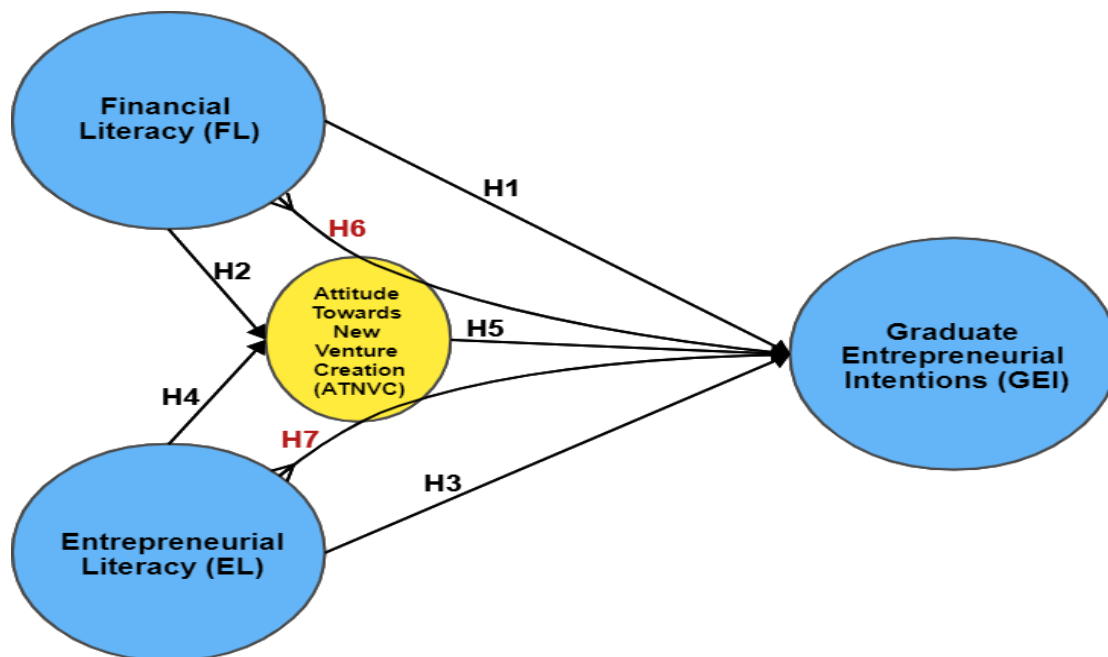 Financial
Literacy (FL)
H1
H6
H2
Attitude
Towards
New
Venture
Creation
(ATNVC)
H5
Graduate
Entrepreneurial
Intentions (GEI)
H4
H7
H3
Entrepreneurial
Literacy (EL)